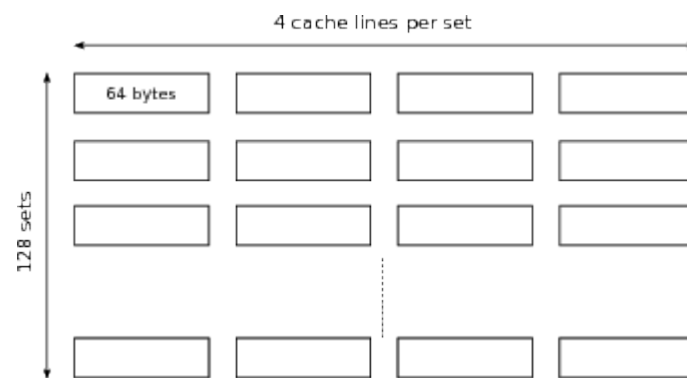 4 cache lines per set
64 bytes
128 sets